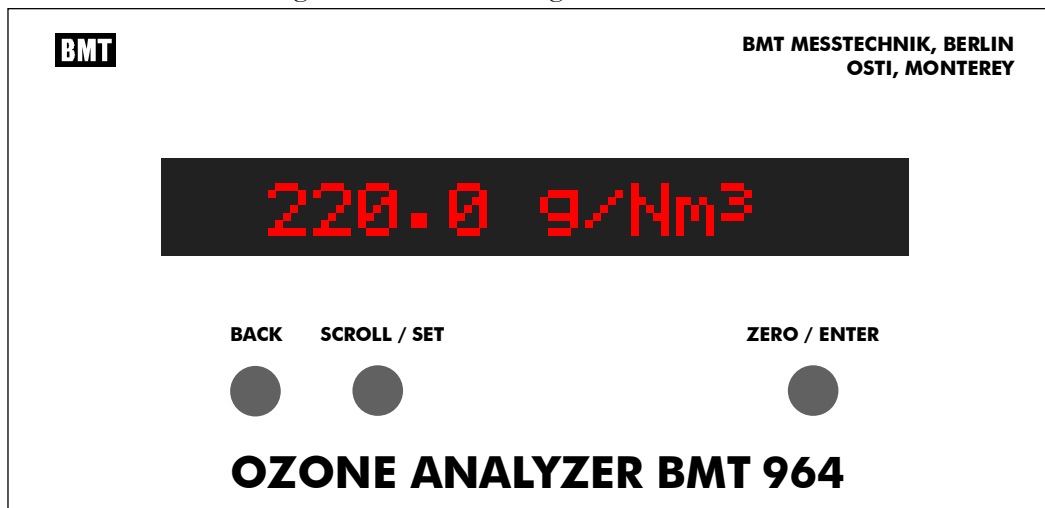 BMT
BMT MESSTECHNIK, BERLIN
OSTI, MONTEREY
220.0 g/Nm³
BACK SCROLL / SET ZERO / ENTER
OZONE ANALYZER BMT 964